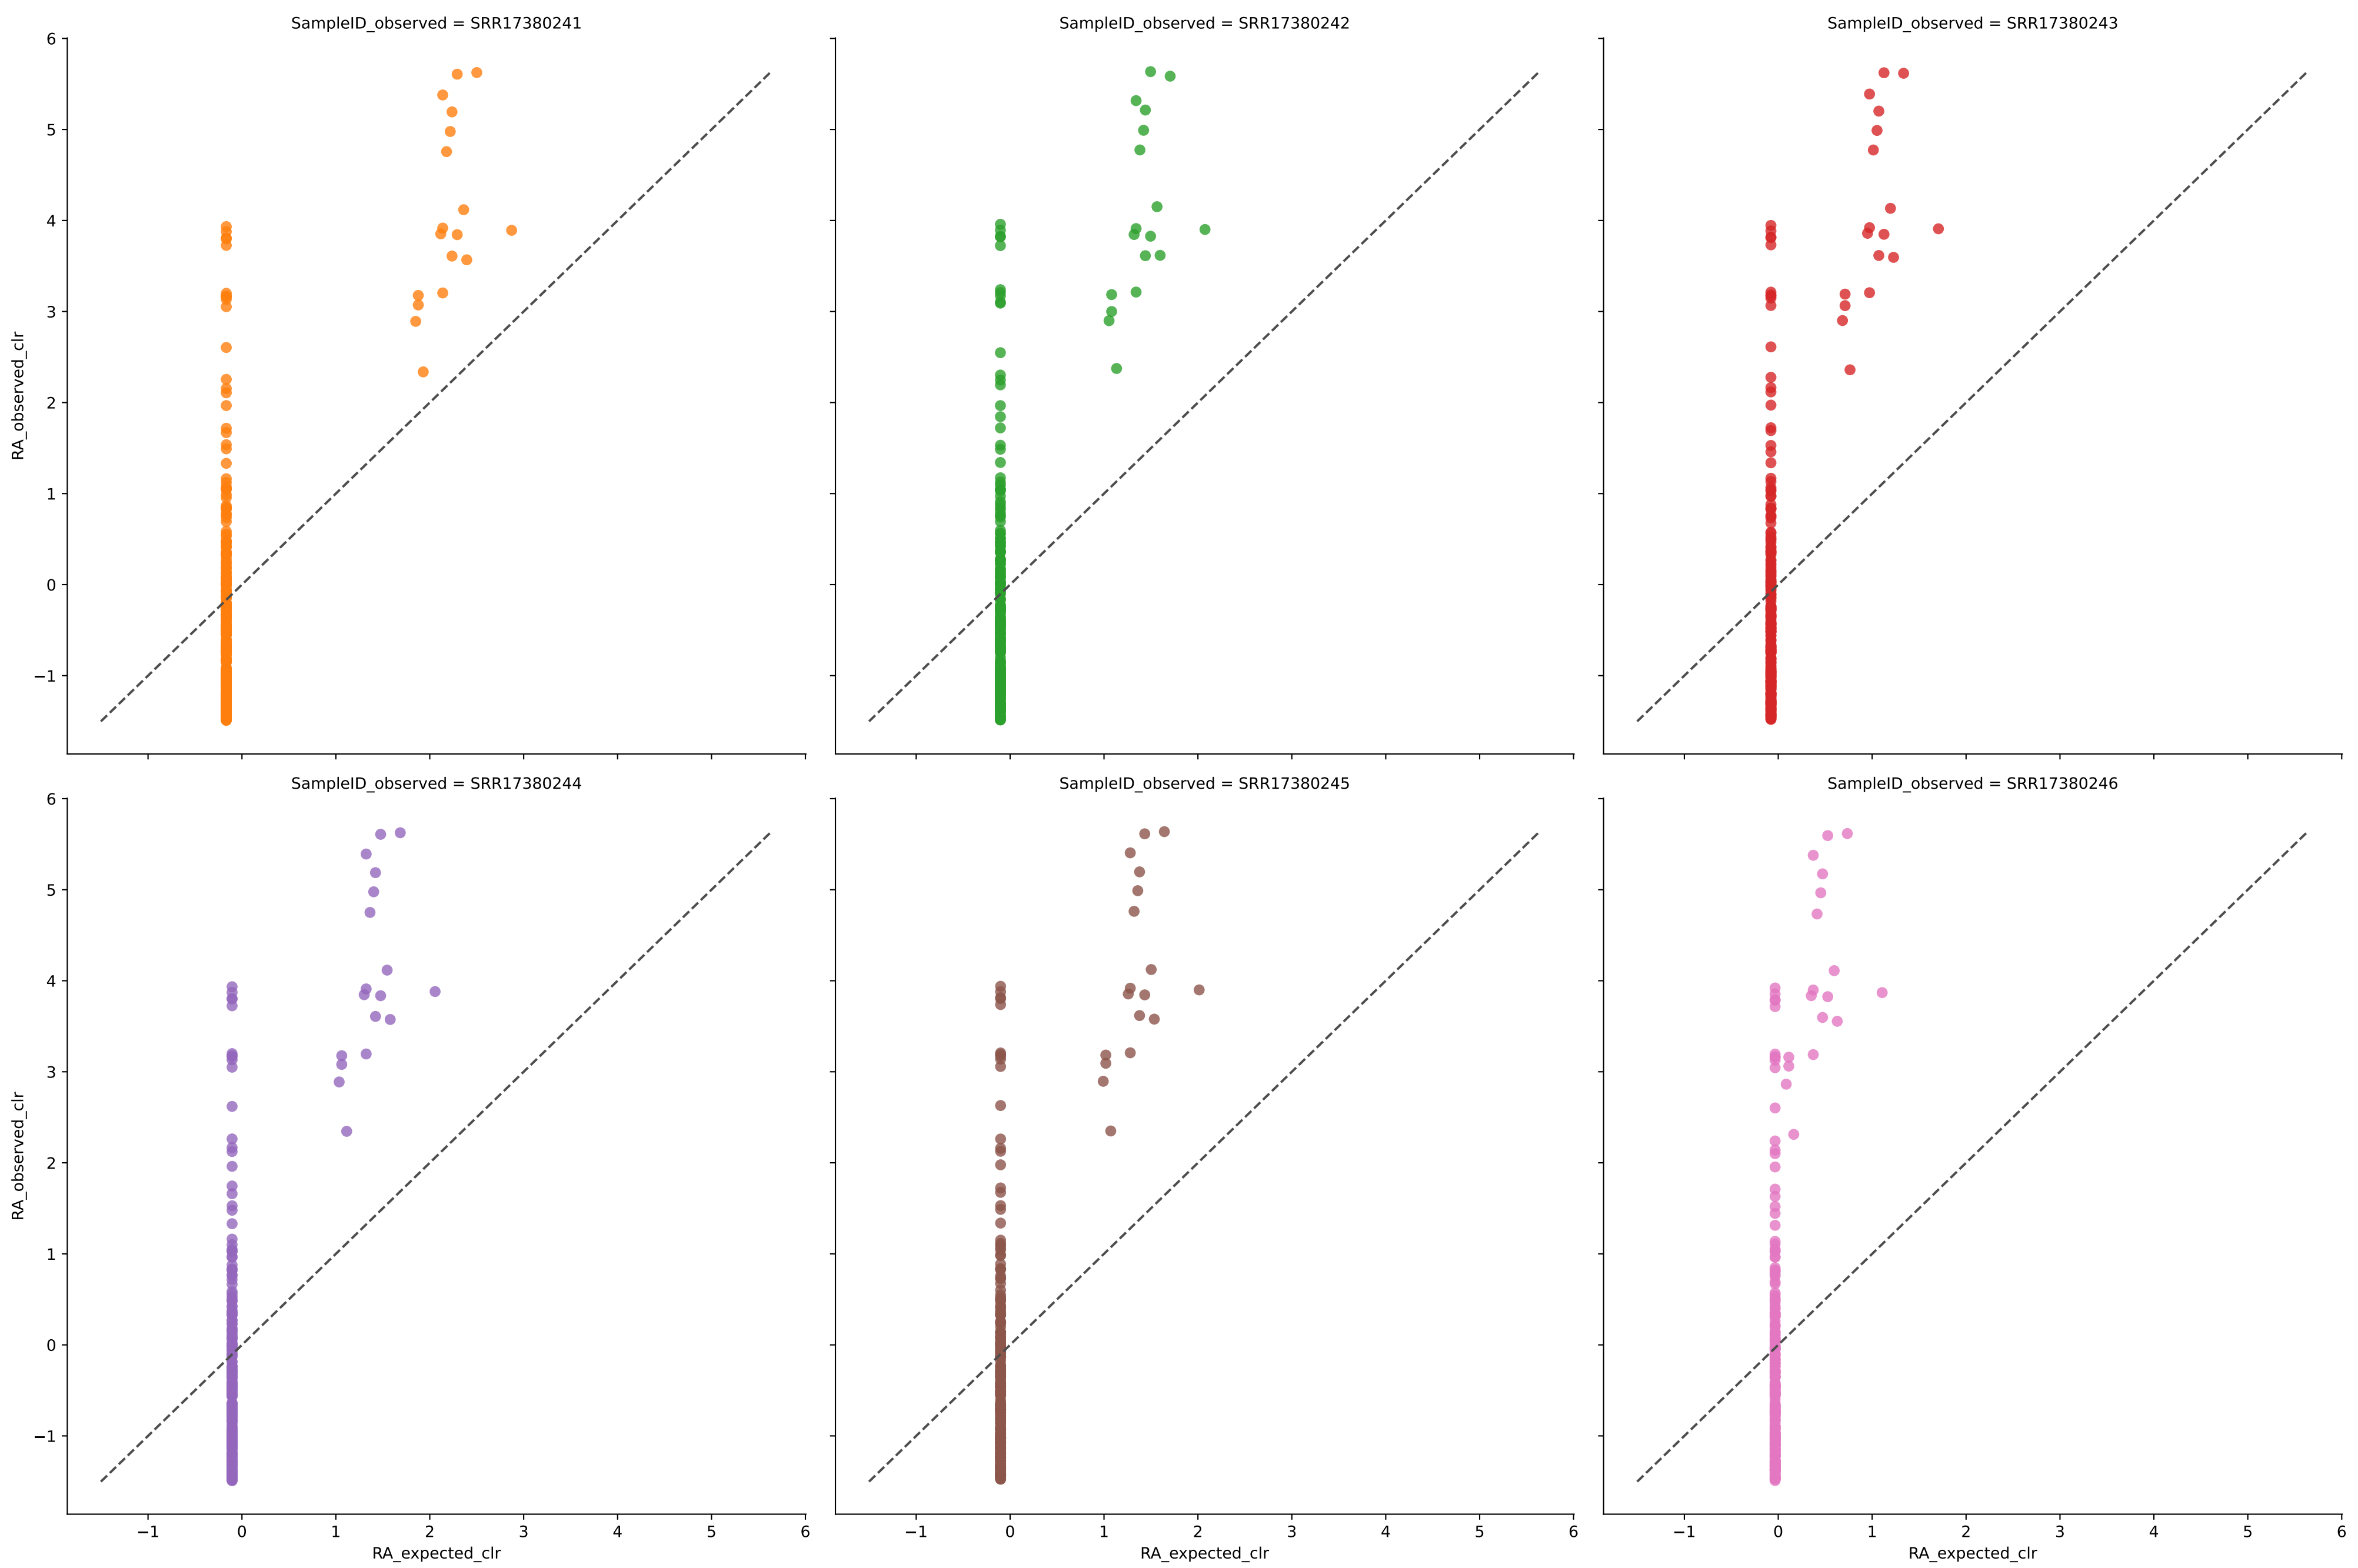 SampleID_observed = SRR17380241
SampleID_observed = SRR17380242
SampleID_observed = SRR17380243
6
5
4
3
2
1
0
−1
RA_observed_clr
SampleID_observed = SRR17380244
SampleID_observed = SRR17380245
SampleID_observed = SRR17380246
6
5
4
3
2
1
0
−1
RA_observed_clr
−1 0 1 2 3 4 5 6
−1 0 1 2 3 4 5 6
−1 0 1 2 3 4 5 6
RA_expected_clr
RA_expected_clr
RA_expected_clr